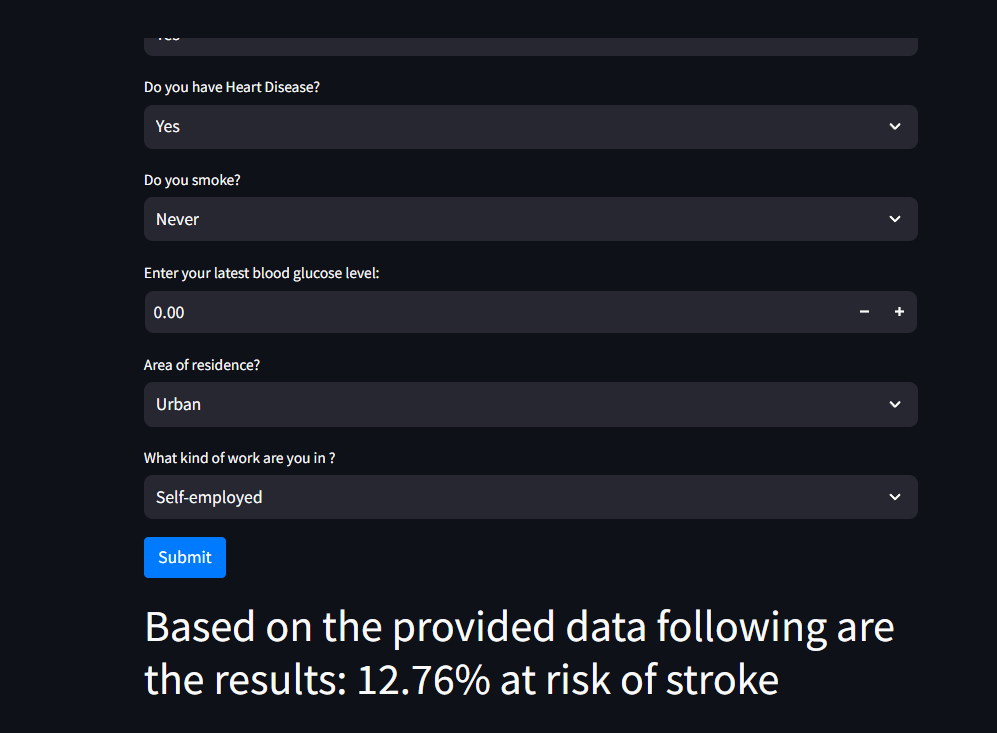 Yes
Do you have Heart Disease?
Yes
Do you smoke?
Never
Enter your latest blood glucose level:
0.00
Area of residence?
Urban
What kind of work are you in ?
Self-employed
Submit
Based on the provided data following are
the results: 12.76% at risk of stroke